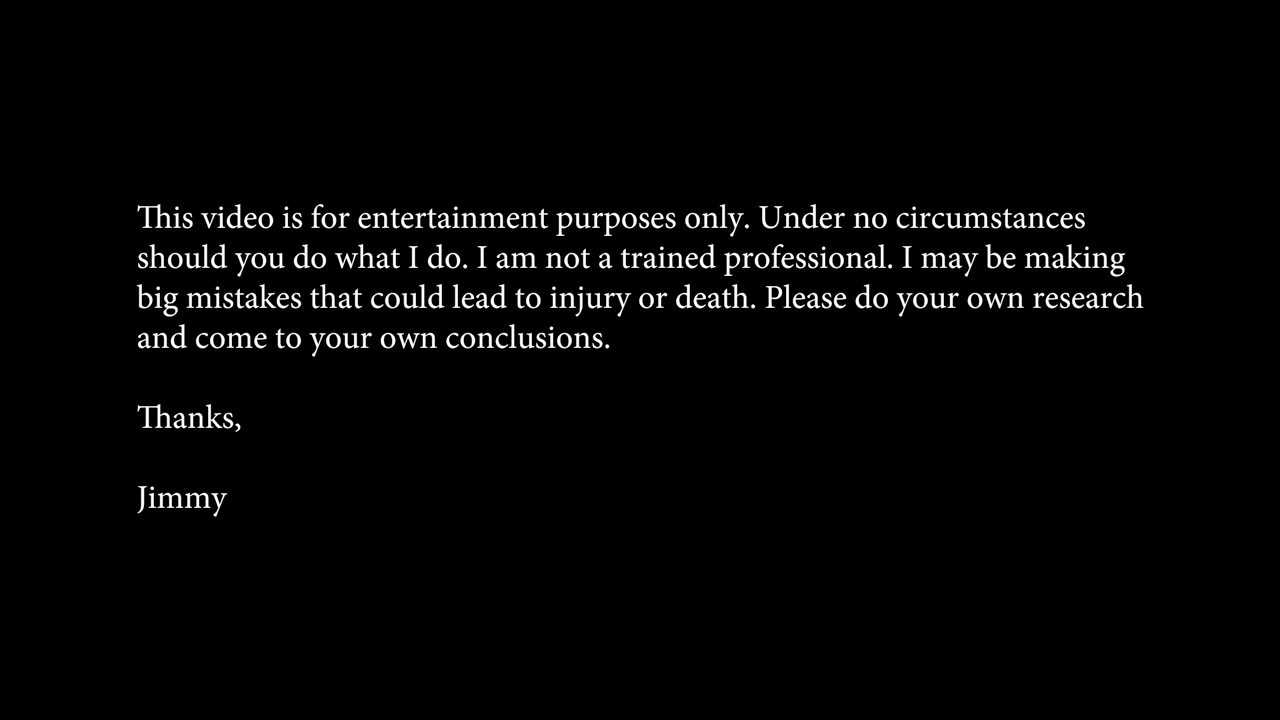 This video is for entertainment purposes only. Under no circumstances
should you do what I do. I am not a trained professional. I may be making
big mistakes that could lead to injury or death. Please do your own research
and come to your own conclusions.
Thanks,
Jimmy